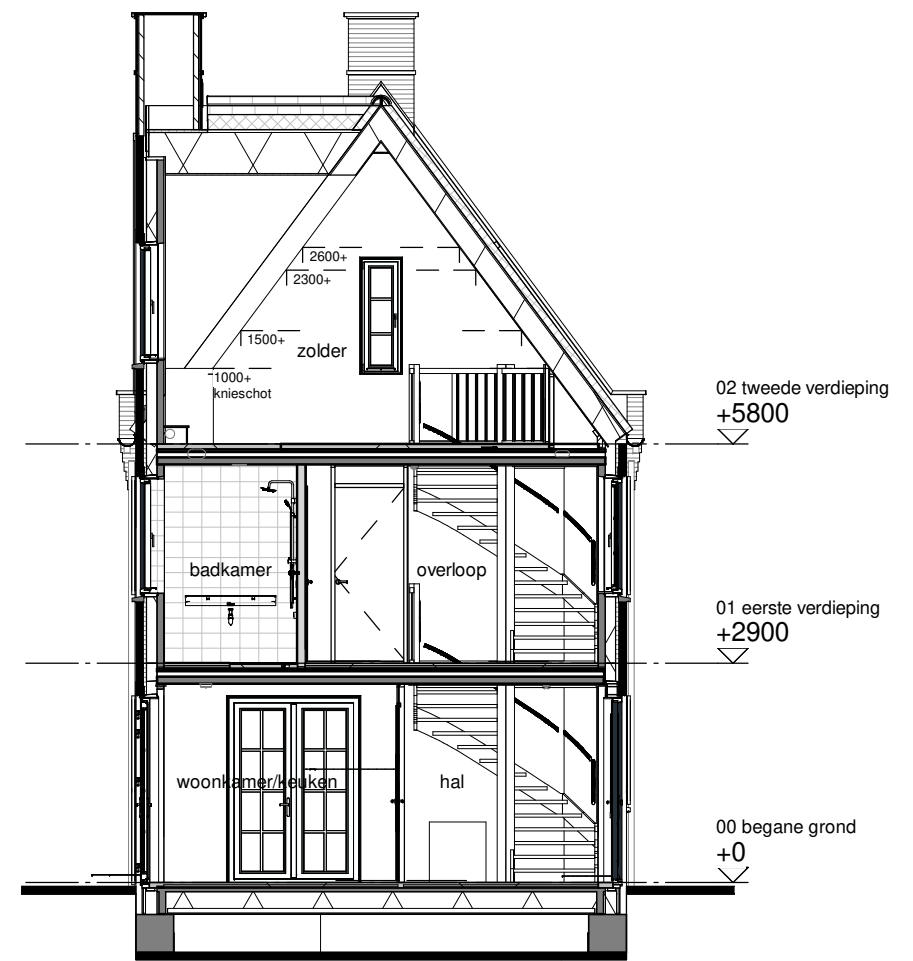 2600+
2300+
1500+
zolder
1000+
knieschot
02 tweede verdieping
+5800
badkamer
overloop
01 eerste verdieping
+2900
woonkamer/keuken
hal
00 begane grond
+0